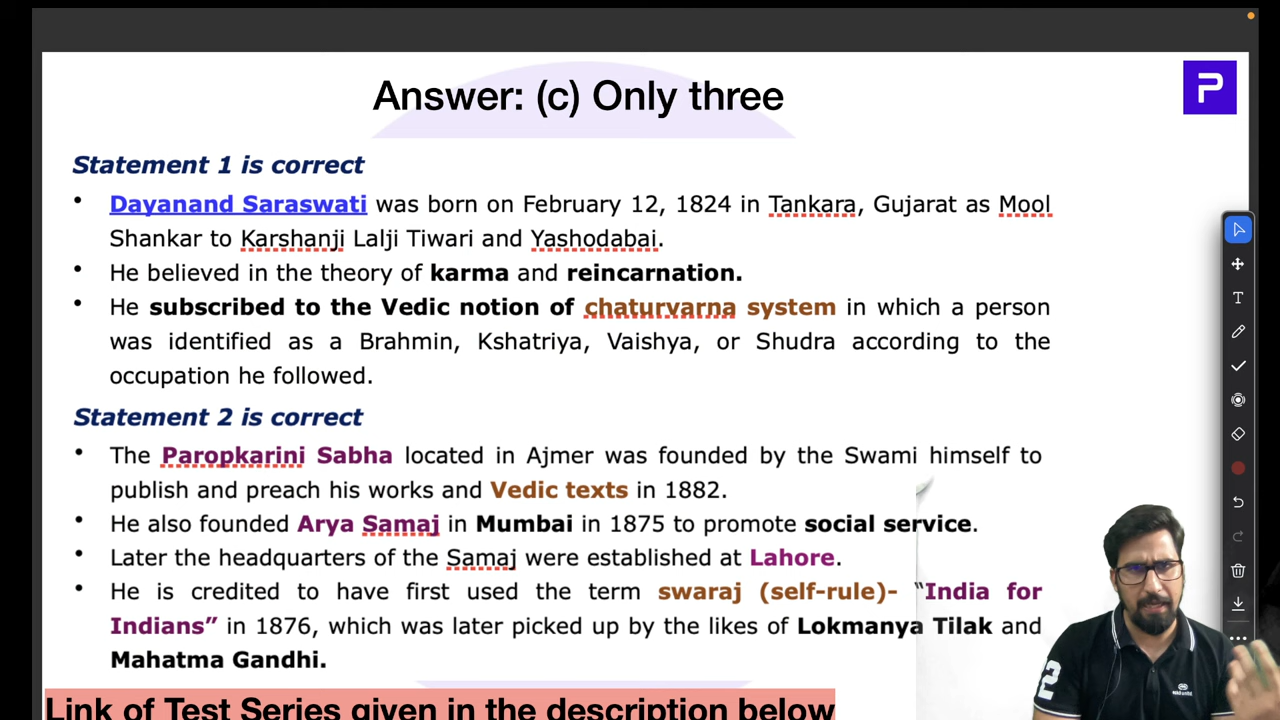 Answer: (c) Only three
P
Statement 1 is correct
• Dayanand Saraswati was born on February 12, 1824 in Tankara, Gujarat as Mool
Shankar to Karshanji Lalji Tiwari and Yashodabai.
• He believed in the theory of karma and reincarnation.
• He subscribed to the Vedic notion of chaturvarna system in which a person
was identified as a Brahmin, Kshatriya, Vaishya, or Shudra according to the
occupation he followed.
Statement 2 is correct
• The Paropkarini Sabha located in Ajmer was founded by the Swami himself to
publish and preach his works and Vedic texts in 1882.
• He also founded Arya Samaj in Mumbai in 1875 to promote social service.
• Later the headquarters of the Samaj were established at Lahore.
• He is credited to have first used the term swaraj (self-rule)- “India for
Indians” in 1876, which was later picked up by the likes of Lokmanya Tilak and
Mahatma Gandhi.
Link of Test Series given in the description below
T
2